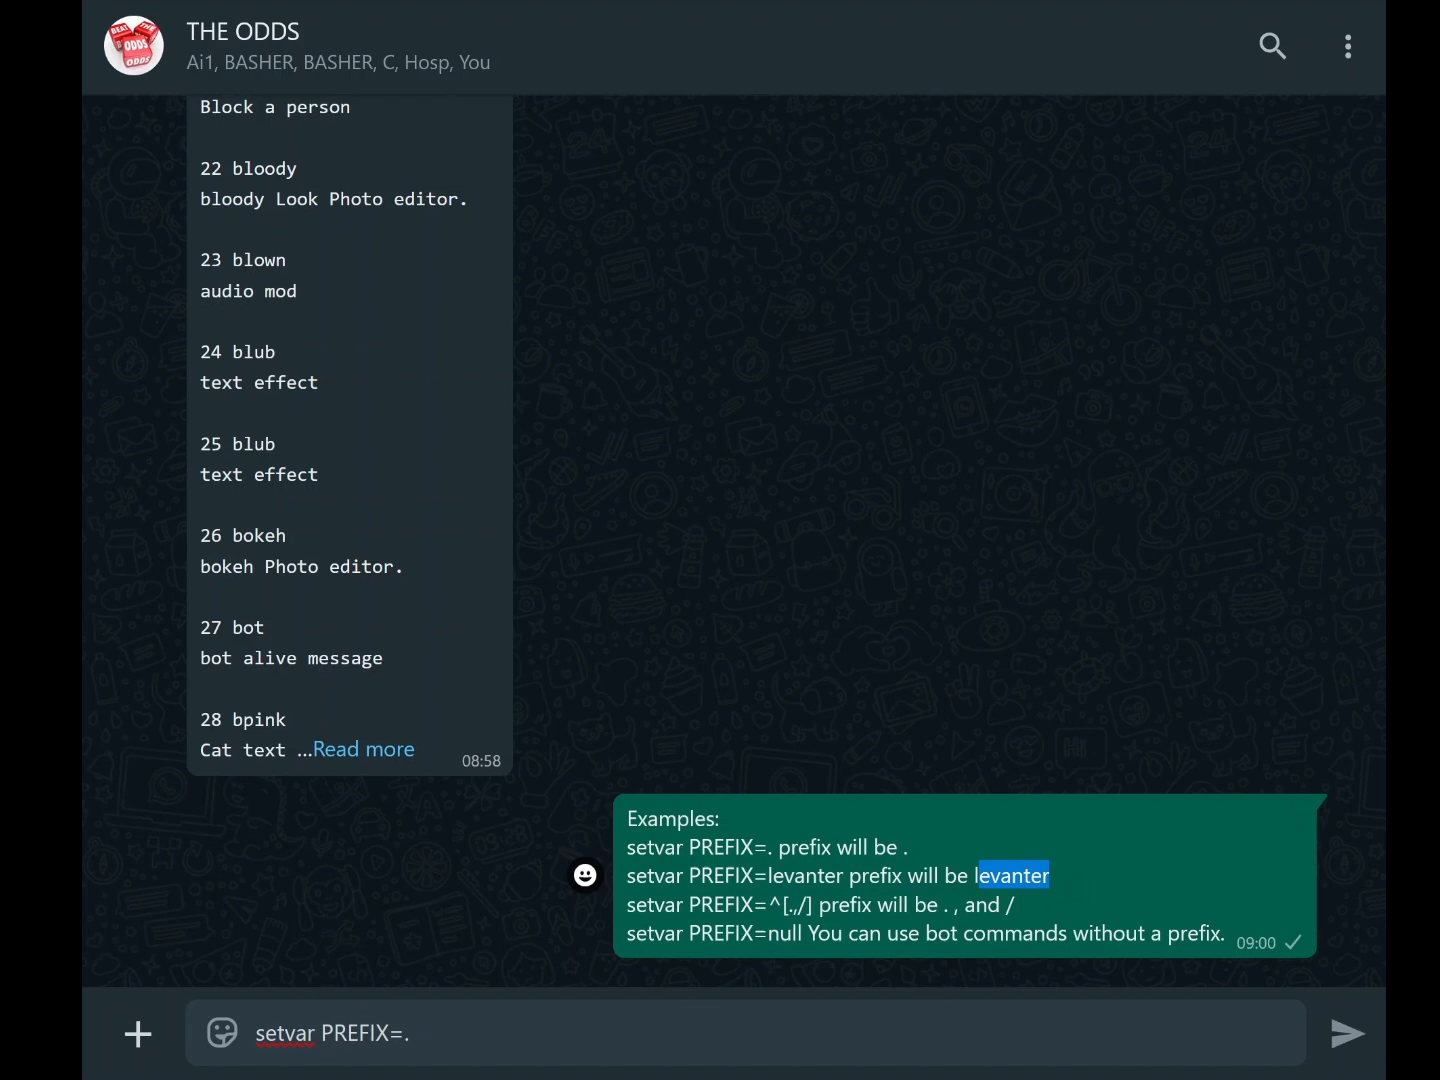 THE ODDS
Ai1, BASHER, BASHER, C, Hosp, You
BEAT
THE
ODDS
ODDS
Block a person
22 bloody
bloody Look Photo editor.
23 blown
audio mod
24 blub
text effect
25 blub
text effect
26 bokeh
bokeh Photo editor.
27 bot
bot alive message
28 bpink
Cat text ...Read more
08:58
Examples:
setvar PREFIX=. prefix will be .
setvar PREFIX=levanter prefix will be levanter
setvar PREFIX=^[.,/] prefix will be . , and /
setvar PREFIX=null You can use bot commands without a prefix.
09:00
setvar PREFIX=.